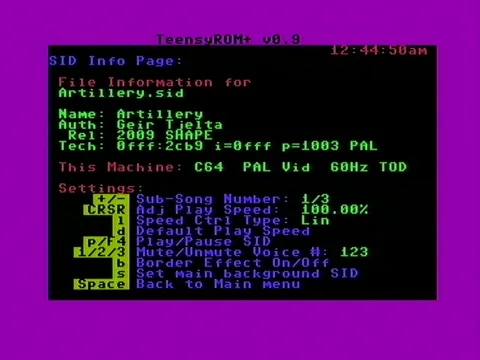 TeensyROM+ v0.9
12:44:50am
SID Info Page:
File Information for
Artillery.sid
Name: Artillery
Auth: Geir Tjelta
Rel: 2009 SHAPE
Tech: 0fff:2cb9 i=0fff p=1003 PAL
This Machine: C64 PAL Vid 60Hz TOD
Settings:
+/- Sub-Song Number: 1/3
CRSR Adj Play Speed: 100.00%
l Speed Ctrl Type: Lin
d Default Play Speed
p/F4 Play/Pause SID
1/2/3 Mute/Unmute Voice #: 123
b Border Effect On/Off
s Set main background SID
Space Back to Main menu